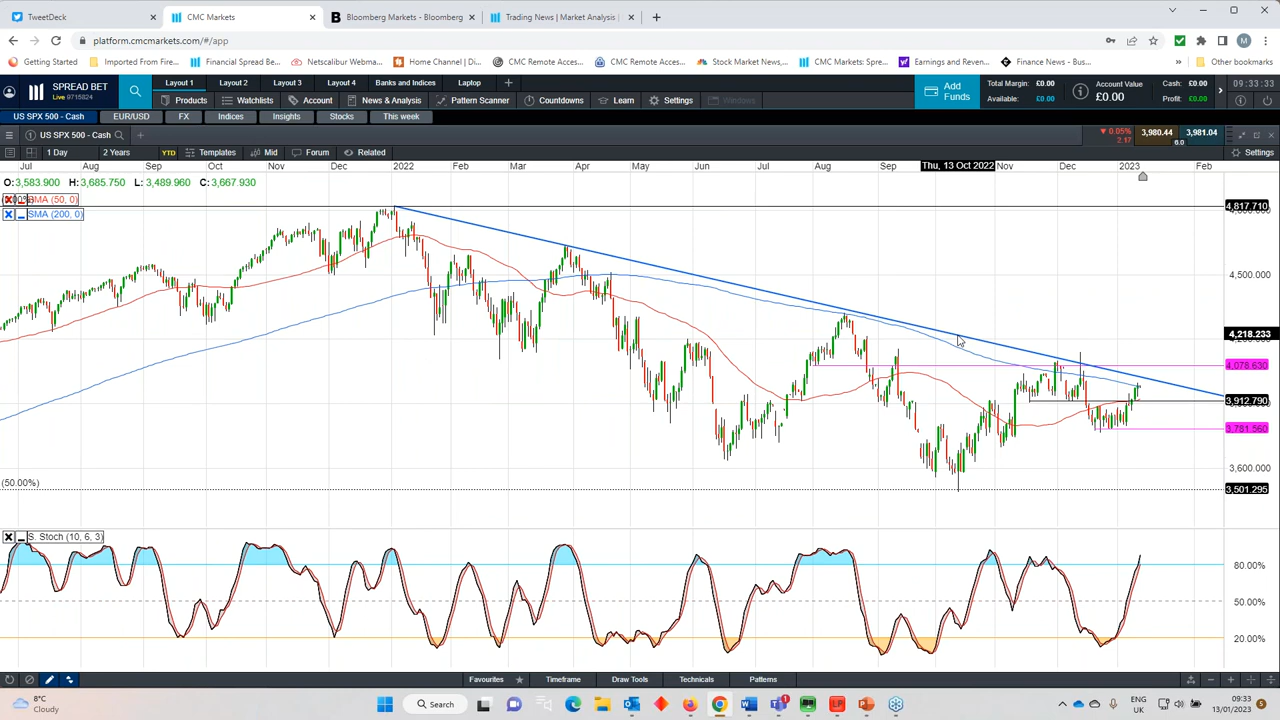 TweetDeck
CMC Markets
Bloomberg Markets - Bloomberg
Trading News | Market Analysis |
platform.cmcmarkets.com/#/app
M
Getting Started
Imported From Fire...
Financial Spread Be...
Netscalibur Webma...
Home Channel | Di...
CMC Remote Acces...
CMC Remote Acces...
Stock Market News,...
CMC Markets: Spre...
Earnings and Revenu...
Finance News - Bus...
Other bookmarks
SPREAD BET
9715824
Layout 1
Layout 2
Layout 3
Layout 4
Banks and Indices
Laptop
Products
Watchlists
Account
News & Analysis
Pattern Scanner
Countdowns
Learn
Settings
Windows
Add Funds
Total Margin: £0.00
Available: £0.00
Account Value
£0.00
Cash: £0.00
Profit: £0.00
09:33:33
US SPX 500 - Cash
EUR/USD
FX
Indices
Insights
Stocks
This week
US SPX 500 - Cash
0.05%
2.17
3,980.44
0.0
3,981.04
1 Day
2 Years
YTD
Templates
Mid
Forum
Related
Settings
Jul
Aug
Sep
Oct
Nov
Dec
2022
Feb
Mar
Apr
May
Jun
Jul
Aug
Sep
Thu, 13 Oct 2022
Nov
Dec
2023
Feb
O: 3,583.900 H: 3,685.750 L: 3,489.960 C: 3,667.930
SMA (50, 0)
SMA (200, 0)
4,817.710
4,500.000
4,218.233
4,078.630
3,912.790
3,781.560
3,600.000
(50.00%)
3,501.295
S. Stoch (10, 6, 3)
80.00%
50.00%
20.00%
Favourites
Timeframe
Draw Tools
Technicals
Patterns
8°C
Cloudy
Search
1
ENG
UK
09:33
13/01/2023